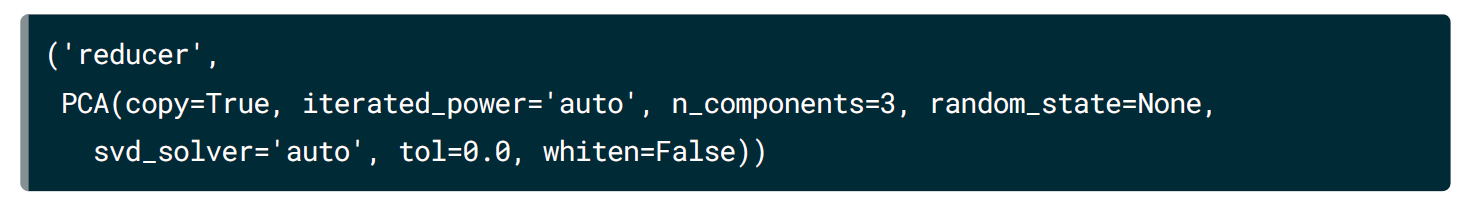 ('reducer',
PCA(copy=True, iterated_power='auto', n_components=3, random_state=None,
svd_solver='auto', tol=0.0, whiten=False))